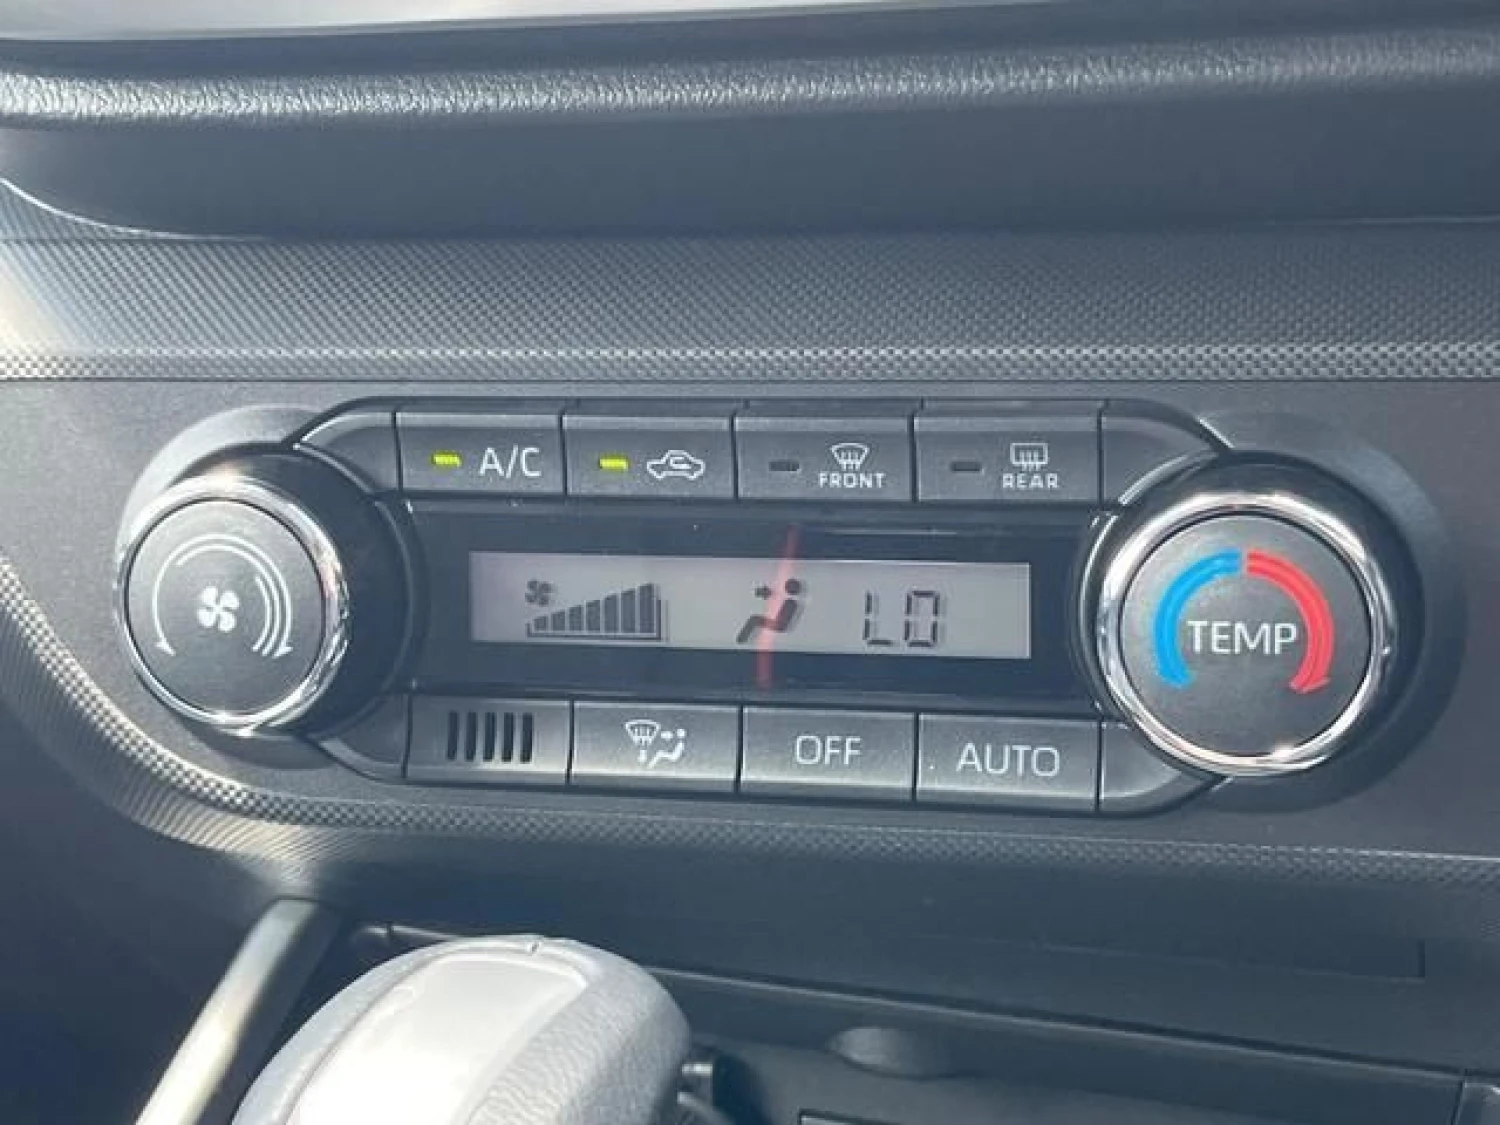 A/C
FRONT
REAR
LO
TEMP
OFF
AUTO